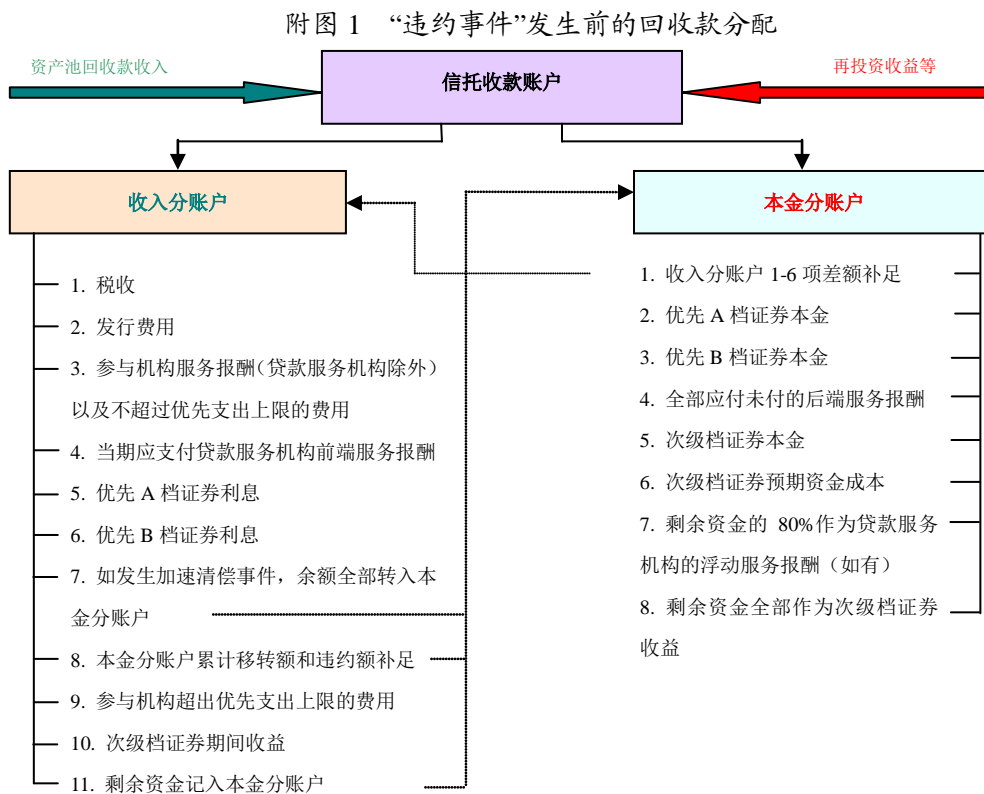 附图 1 “违约事件”发生前的回收款分配
资产池回收款收入
信托收款账户
再投资收益等
收入分账户
本金分账户
1. 税收
2. 发行费用
3. 参与机构服务报酬（贷款服务机构除外）
以及不超过优先支出上限的费用
4. 当期应支付贷款服务机构前端服务报酬
5. 优先 A 档证券利息
6. 优先 B 档证券利息
7. 如发生加速清偿事件，余额全部转入本
金分账户
8. 本金分账户累计移转额和违约额补足
9. 参与机构超出优先支出上限的费用
10. 次级档证券期间收益
11. 剩余资金记入本金分账户
1. 收入分账户 1-6 项差额补足
2. 优先 A 档证券本金
3. 优先 B 档证券本金
4. 全部应付未付的后端服务报酬
5. 次级档证券本金
6. 次级档证券预期资金成本
7. 剩余资金的 80%作为贷款服务
机构的浮动服务报酬（如有）
8. 剩余资金全部作为次级档证券
收益